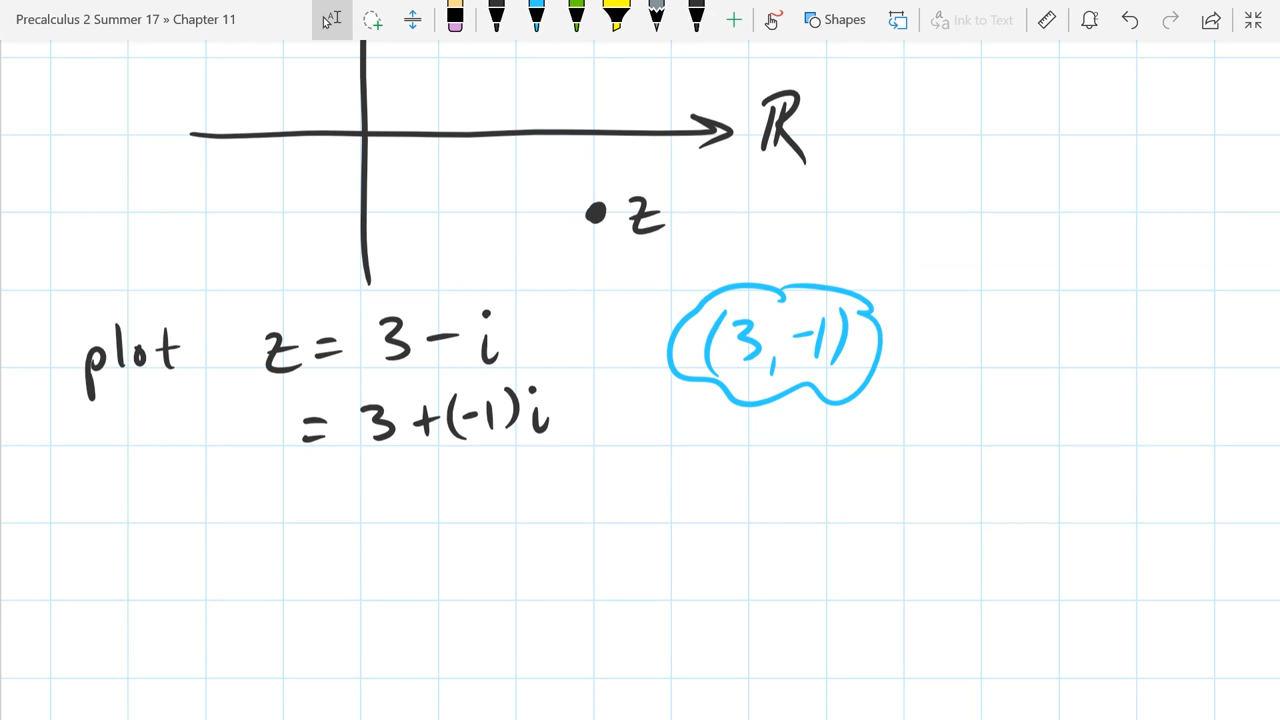 Precalculus 2 Summer 17 » Chapter 11
Shapes
Ink to Text
ℝ
z
plot z = 3 - i
= 3 + (-1)i
(3, -1)